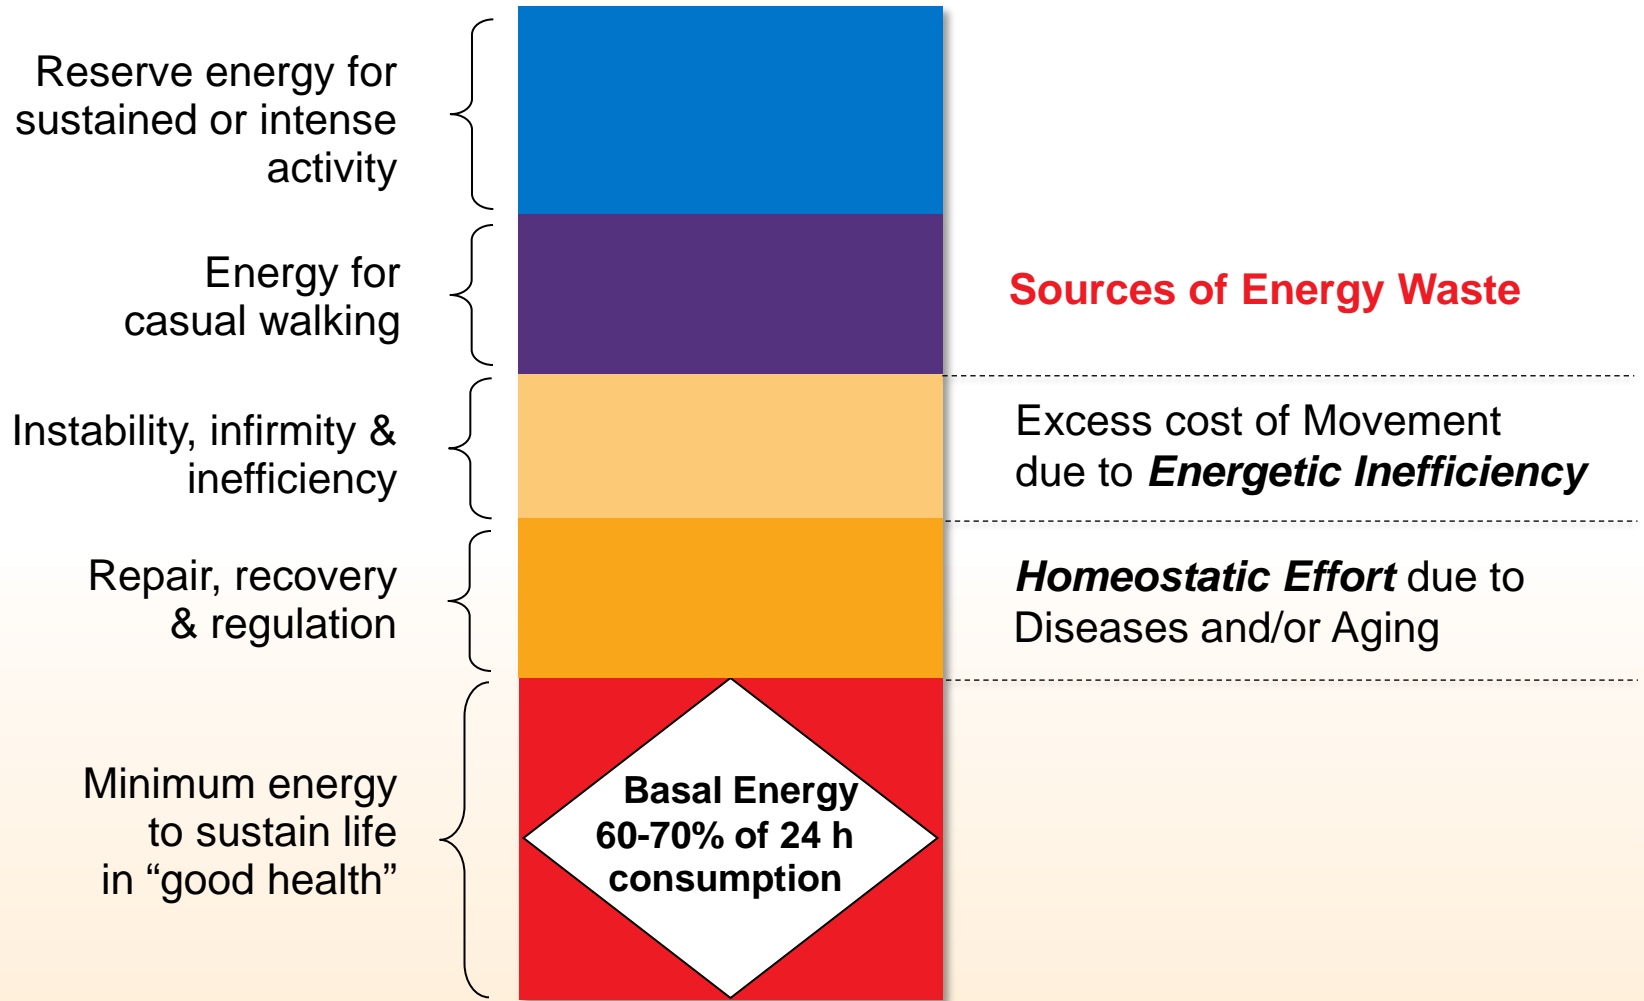 Reserve energy for
sustained or intense
activity
Energy for
casual walking
Sources of Energy Waste
Instability, infirmity &
inefficiency
Excess cost of Movement
due to Energetic Inefficiency
Repair, recovery
& regulation
Homeostatic Effort due to
Diseases and/or Aging
Minimum energy
to sustain life
in “good health”
Basal Energy
60-70% of 24 h
consumption